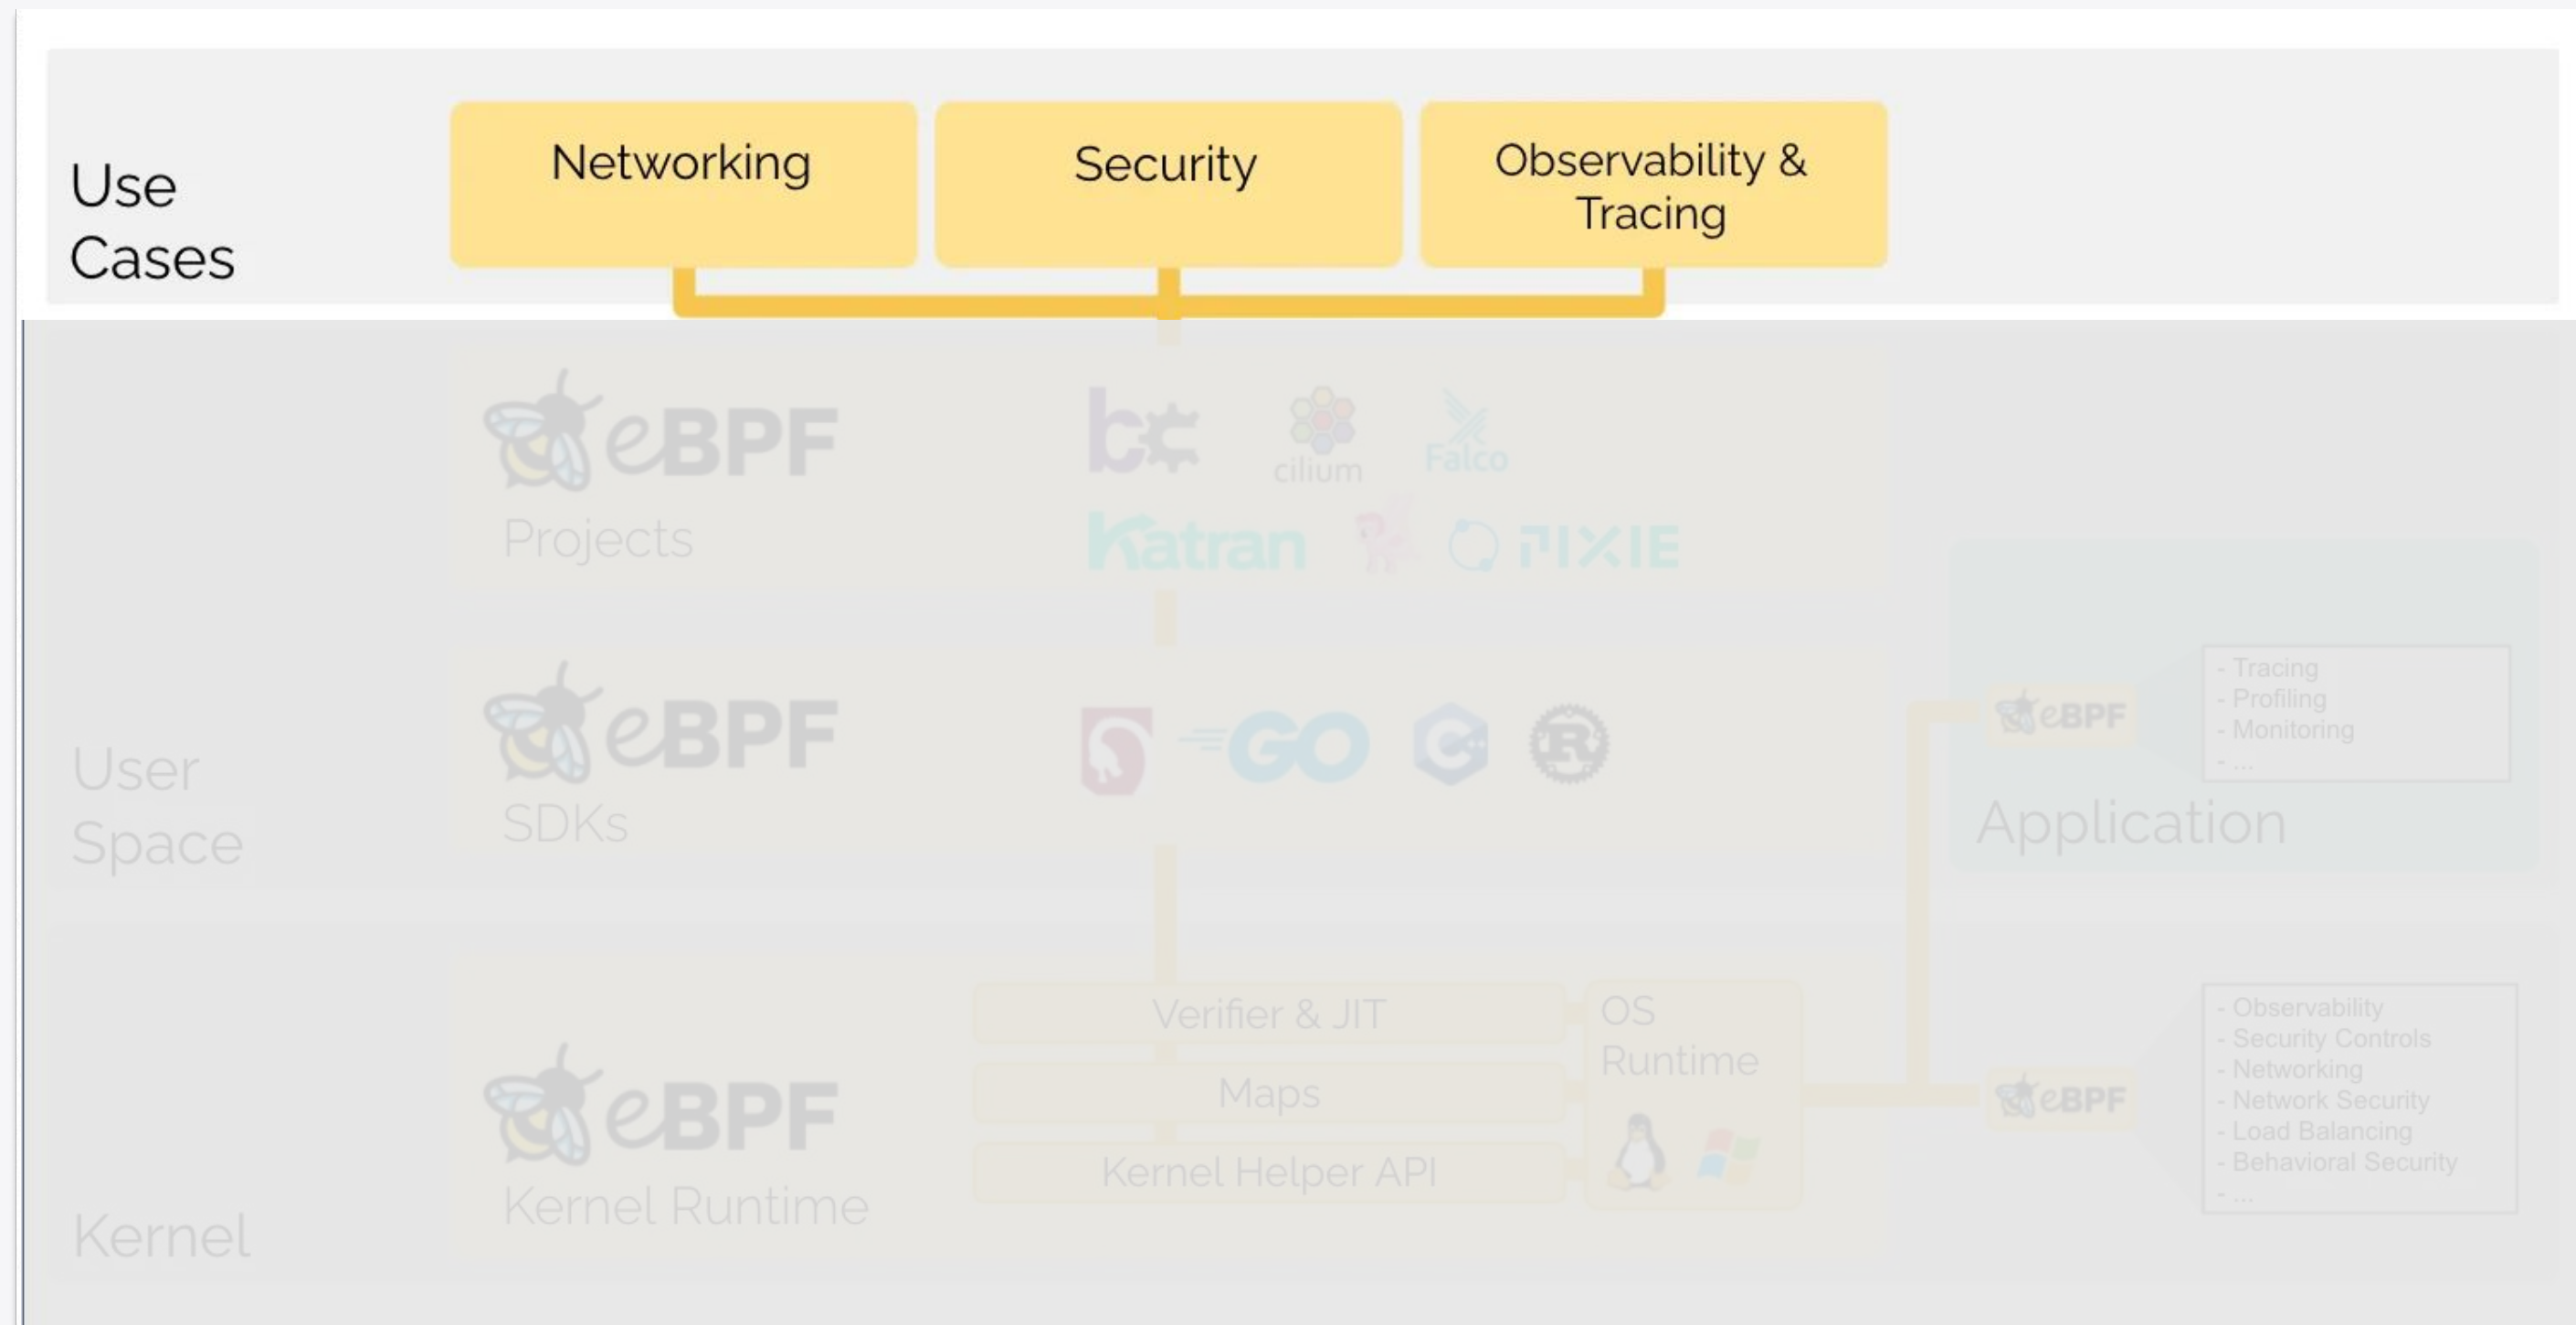 Use
Cases
Networking
Security
Observability &
Tracing
eBPF
Projects
bc
cilium
Falco
Katran
PIXIE
User
Space
eBPF
SDKs
GO
C
R
eBPF
- Tracing
- Profiling
- Monitoring
- ...
Application
Kernel
eBPF
Kernel Runtime
Verifier & JIT
Maps
Kernel Helper API
OS
Runtime
eBPF
- Observability
- Security Controls
- Networking
- Network Security
- Load Balancing
- Behavioral Security
- ...